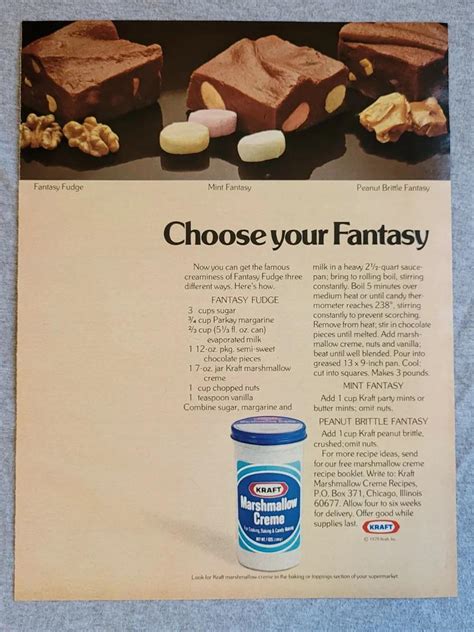 Fantasy Fudge
Mint Fantasy
Peanut Brittle Fantasy
Choose your Fantasy
Now you can get the famous
creaminess of Fantasy Fudge three
different ways. Here's how.
FANTASY FUDGE
3 cups sugar
3/4 cup Parkay margarine
2/3 cup (5 1/3 fl. oz. can)
evaporated milk
1 12-oz. pkg. semi-sweet
chocolate pieces
1 7-oz. jar Kraft marshmallow
creme
1 cup chopped nuts
1 teaspoon vanilla
Combine sugar, margarine and
milk in a heavy 2 1/2-quart sauce-
pan; bring to rolling boil, stirring
constantly. Boil 5 minutes over
medium heat or until candy ther-
mometer reaches 238°, stirring
constantly to prevent scorching.
Remove from heat; stir in chocolate
pieces until melted. Add marsh-
mallow creme, nuts and vanilla;
beat until well blended. Pour into
greased 13 x 9-inch pan. Cool;
cut into squares. Makes 3 pounds.
MINT FANTASY
Add 1 cup Kraft party mints or
butter mints; omit nuts.
PEANUT BRITTLE FANTASY
Add 1 cup Kraft peanut brittle,
crushed; omit nuts.
For more recipe ideas, send
for our free marshmallow creme
recipe booklet. Write to: Kraft
Marshmallow Creme Recipes,
P.O. Box 371, Chicago, Illinois
60677. Allow four to six weeks
for delivery. Offer good while
supplies last.
KRAFT
KRAFT
Marshmallow
Creme
For Cooking, Baking & Candy Making
Look for Kraft marshmallow creme in the baking or toppings section of your supermarket.